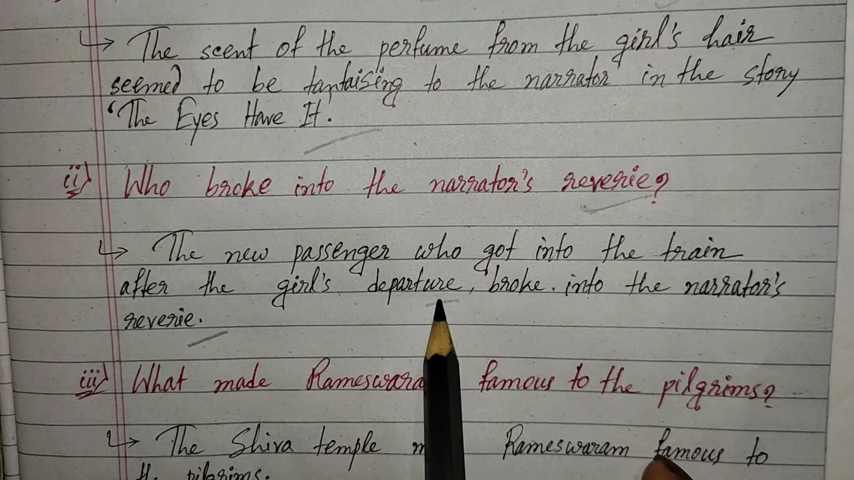 ↳ The scent of the perfume from the girl's hair
seemed to be tantaising to the narrator in the story
'The Eyes Have It.
ii) Who broke into the narrator's reverie?
↳ The new passenger who got into the train
after the girl's departure, broke into the narrator's
reverie.
iii) What made Rameswara famous to the pilgrims?
↳ The Shiva temple m Rameswaram famous to
pilgrims.